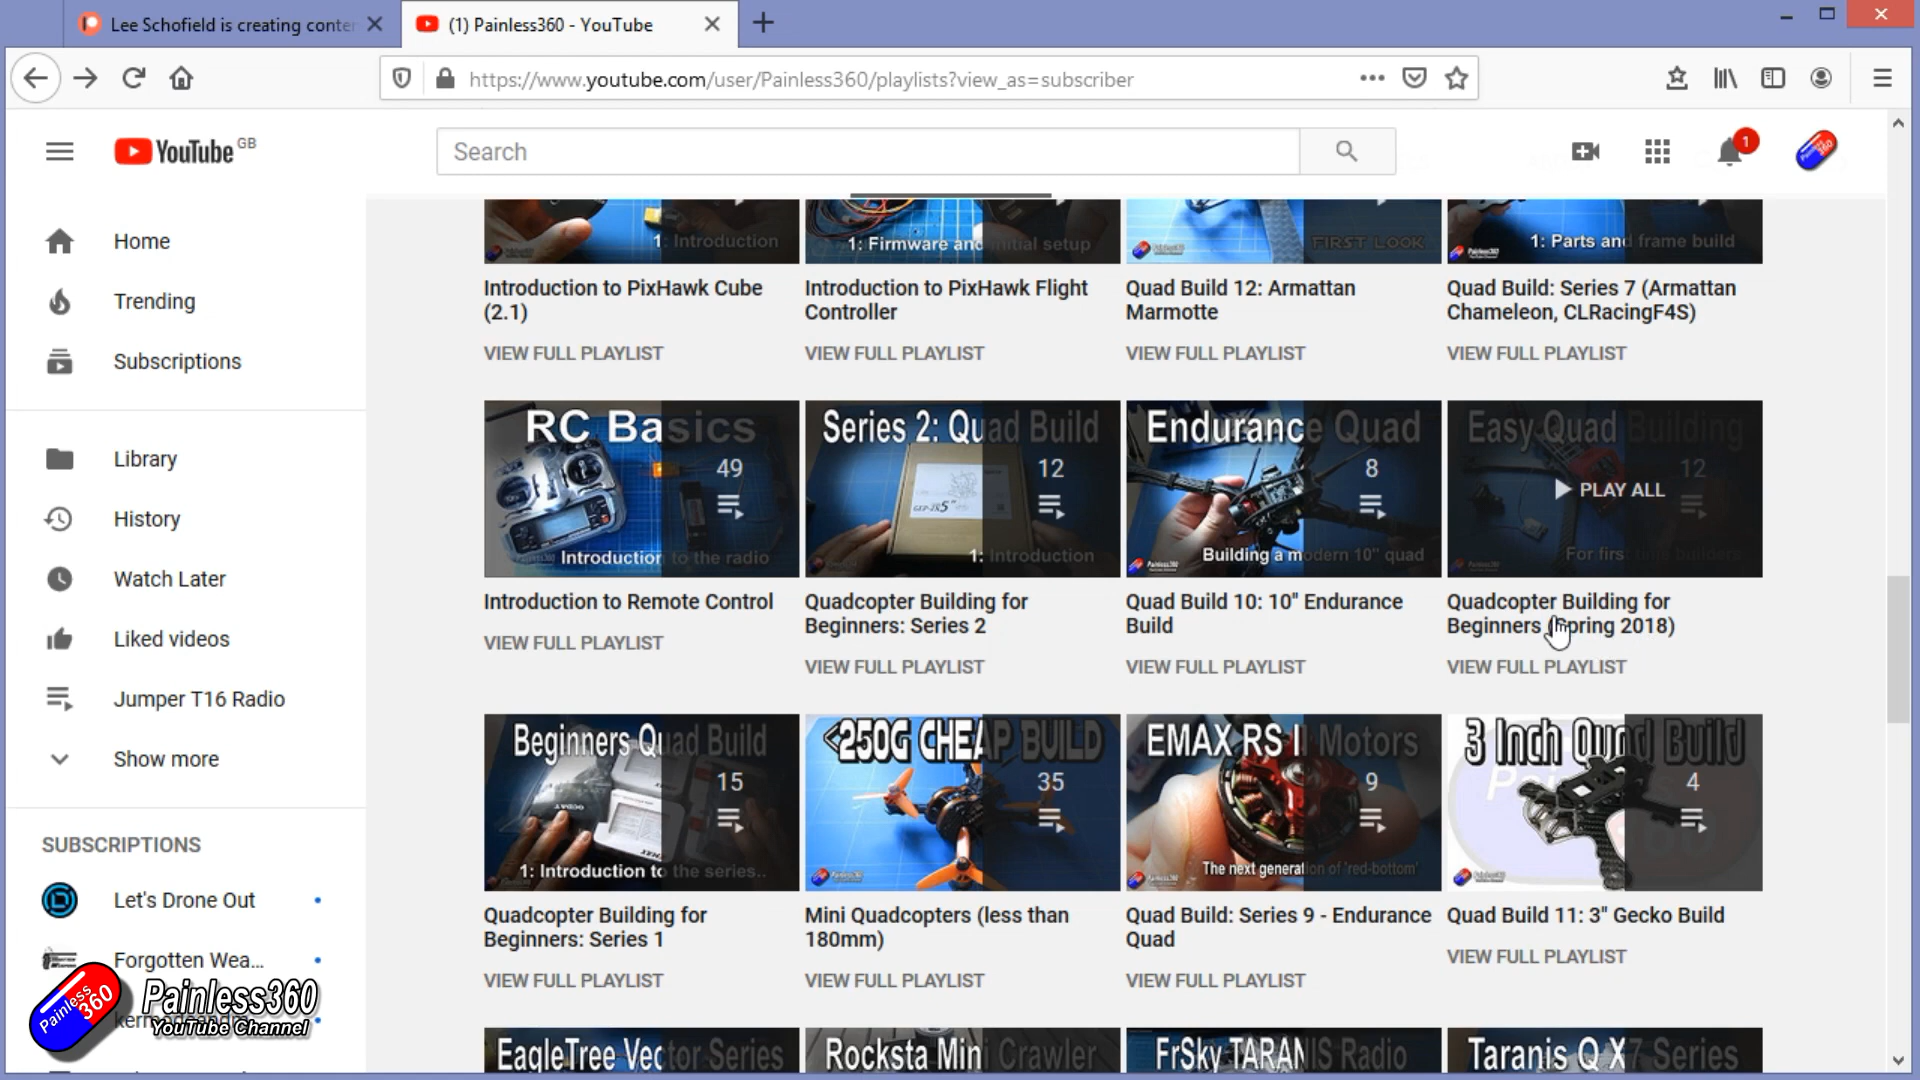 Lee Schofield is creating conter
(1) Painless360 - YouTube
https://www.youtube.com/user/Painless360/playlists?view_as=subscriber
YouTube GB
Search
1
Home
Trending
Subscriptions
Library
History
Watch Later
Liked videos
Jumper T16 Radio
Show more
SUBSCRIPTIONS
Let's Drone Out
Forgotten Wea...
Painless360
Painless360
YouTube Channel
1: Introduction
1: Firmware and initial setup
FIRST LOOK
1: Parts and frame build
Introduction to PixHawk Cube
(2.1)
VIEW FULL PLAYLIST
Introduction to PixHawk Flight
Controller
VIEW FULL PLAYLIST
Quad Build 12: Armattan
Marmotte
VIEW FULL PLAYLIST
Quad Build: Series 7 (Armattan
Chameleon, CLRacingF4S)
VIEW FULL PLAYLIST
RC Basics
49
Introduction to the radio
Introduction to Remote Control
VIEW FULL PLAYLIST
Series 2: Quad Build
12
1: Introduction
Quadcopter Building for
Beginners: Series 2
VIEW FULL PLAYLIST
Endurance Quad
8
Building a modern 10" quad
Quad Build 10: 10" Endurance
Build
VIEW FULL PLAYLIST
Easy Quad Building
12
PLAY ALL
For first time builders
Quadcopter Building for
Beginners (Spring 2018)
VIEW FULL PLAYLIST
Beginners Quad Build
15
1: Introduction to the series..
Quadcopter Building for
Beginners: Series 1
VIEW FULL PLAYLIST
<250G CHEAP BUILD
35
Mini Quadcopters (less than
180mm)
VIEW FULL PLAYLIST
EMAX RS II Motors
9
The next generation of 'red-bottom'
Quad Build: Series 9 - Endurance
Quad
VIEW FULL PLAYLIST
3 Inch Quad Build
4
Quad Build 11: 3" Gecko Build
VIEW FULL PLAYLIST
EagleTree Vector Series
Rocksta Mini Crawler
FrSky TARANIS Radio
Taranis Q X7 Series